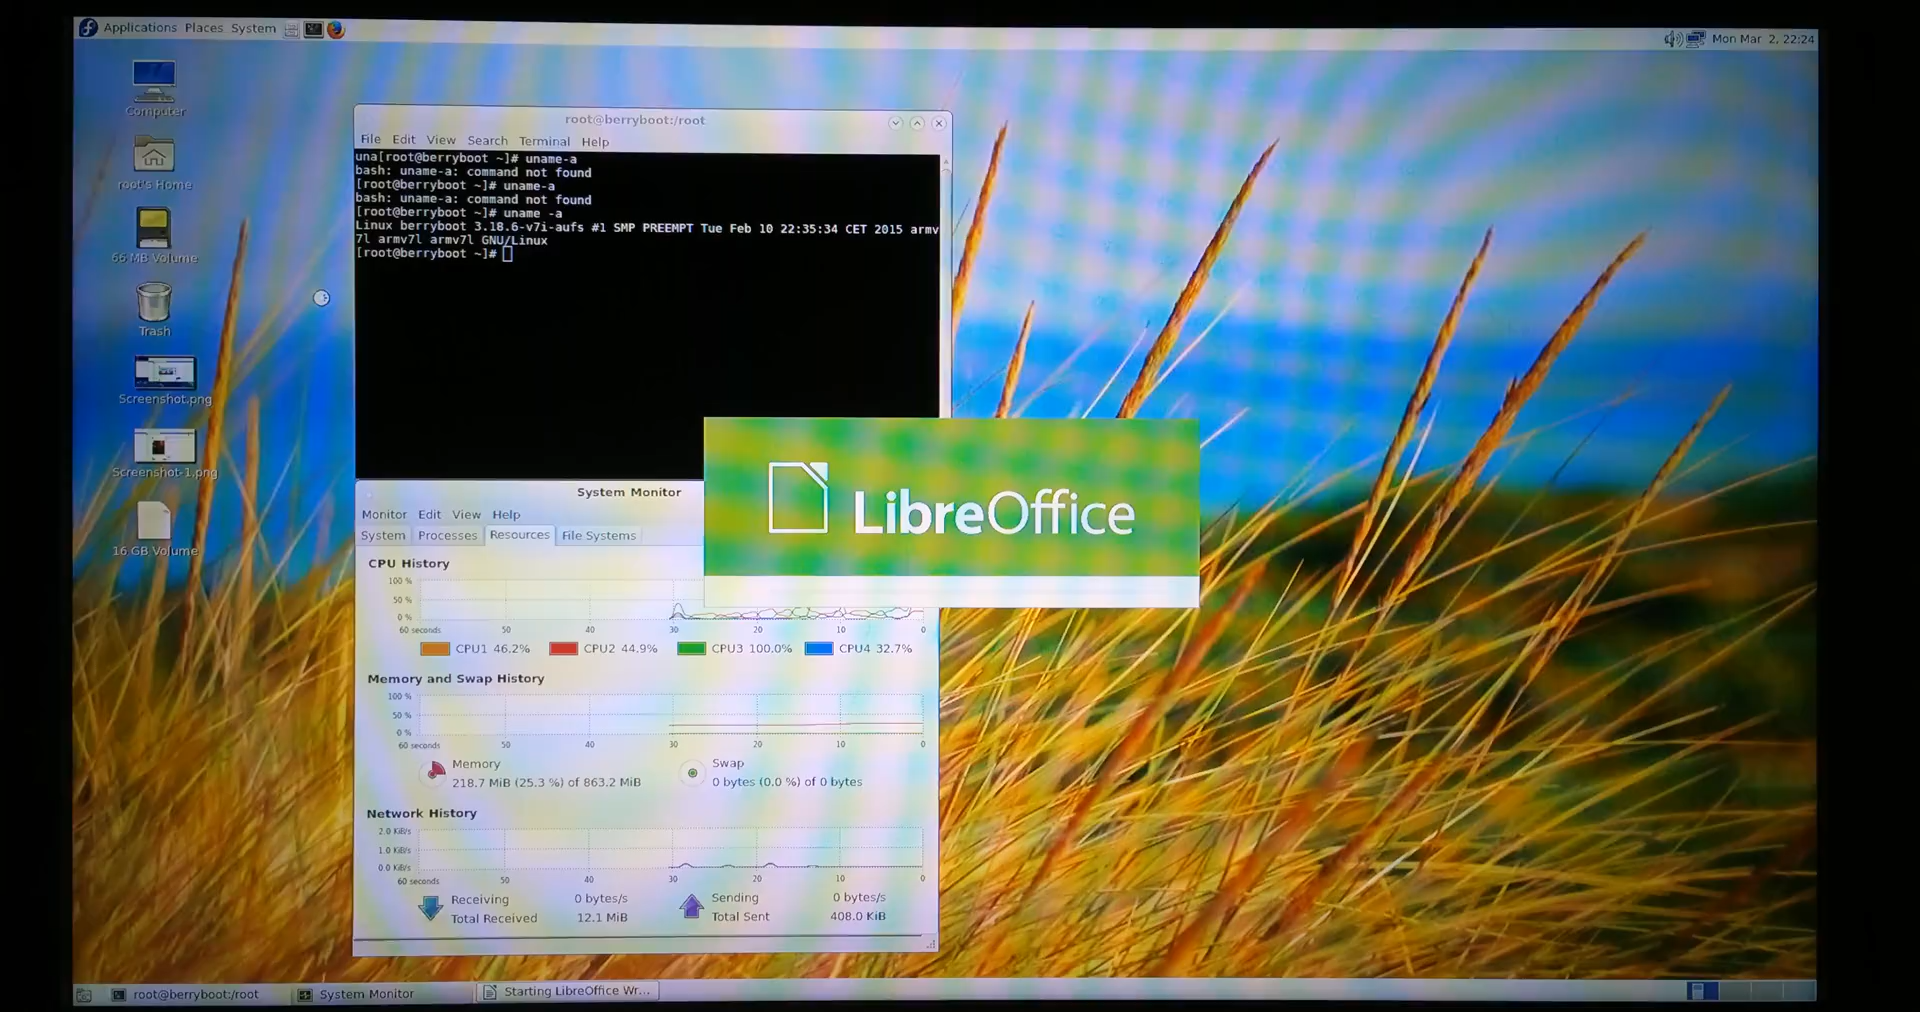 Applications Places System
Mon Mar 2, 22:24
Computer
root's Home
66 MB Volume
Trash
Screenshot.png
Screenshot-1.png
16 GB Volume
root@berryboot:/root
File Edit View Search Terminal Help
una[root@berryboot ~]# uname-a
bash: uname-a: command not found
[root@berryboot ~]# uname-a
bash: uname-a: command not found
[root@berryboot ~]# uname -a
Linux berryboot 3.18.6-v7i-aufs #1 SMP PREEMPT Tue Feb 10 22:35:34 CET 2015 armv
7l armv7l armv7l GNU/Linux
[root@berryboot ~]#
LibreOffice
System Monitor
Monitor Edit View Help
System Processes Resources File Systems
CPU History
100 %
50 %
0 %
60 seconds 50 40 30 20 10 0
CPU1 46.2% CPU2 44.9% CPU3 100.0% CPU4 32.7%
Memory and Swap History
100 %
50 %
0 %
60 seconds 50 40 30 20 10 0
Memory
218.7 MiB (25.3 %) of 863.2 MiB
Swap
0 bytes (0.0 %) of 0 bytes
Network History
2.0 KiB/s
1.0 KiB/s
0.0 KiB/s
60 seconds 50 40 30 20 10 0
Receiving 0 bytes/s
Total Received 12.1 MiB
Sending 0 bytes/s
Total Sent 408.0 KiB
root@berryboot:/root
System Monitor
Starting LibreOffice Wr...